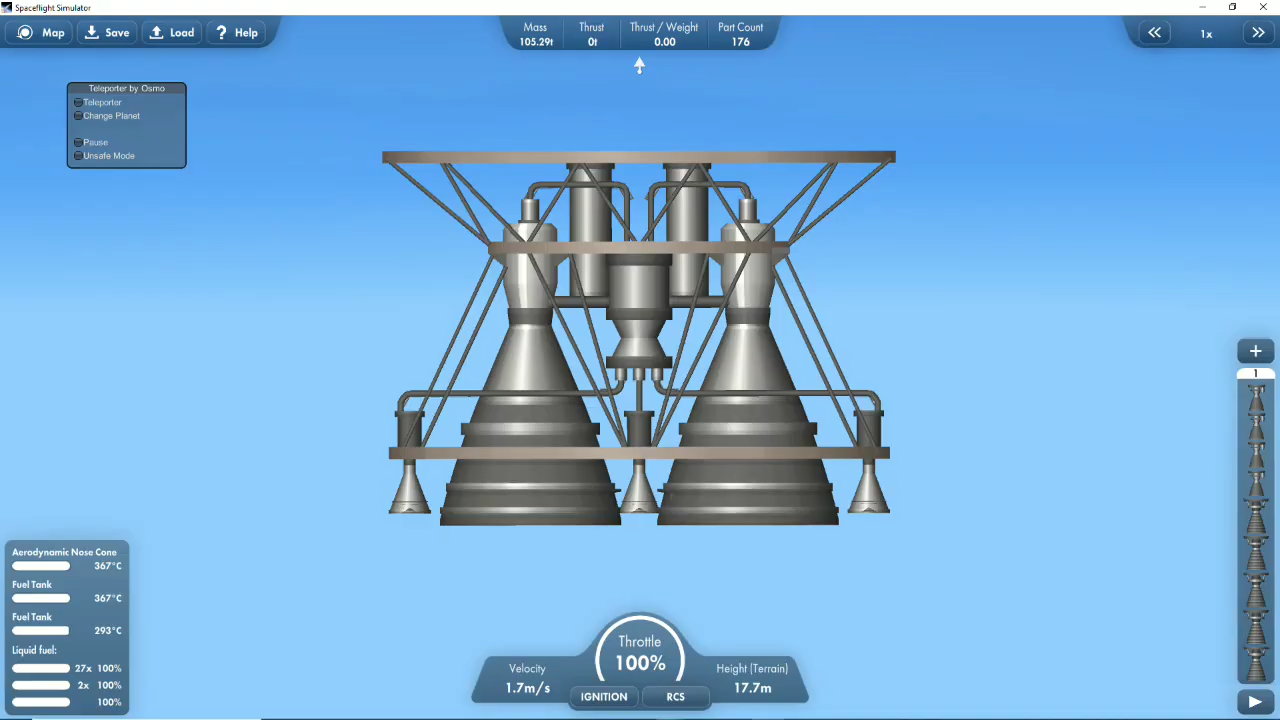 Spaceflight Simulator
Map
Save
Load
Help
Mass
105.29t
Thrust
0t
Thrust / Weight
0.00
Part Count
176
1x
Teleporter by Osmo
Teleporter
Change Planet
Pause
Unsafe Mode
1
Aerodynamic Nose Cone
367°C
Fuel Tank
367°C
Fuel Tank
293°C
Liquid fuel:
27x 100%
2x 100%
100%
Throttle
100%
Velocity
1.7m/s
Height (Terrain)
17.7m
IGNITION
RCS